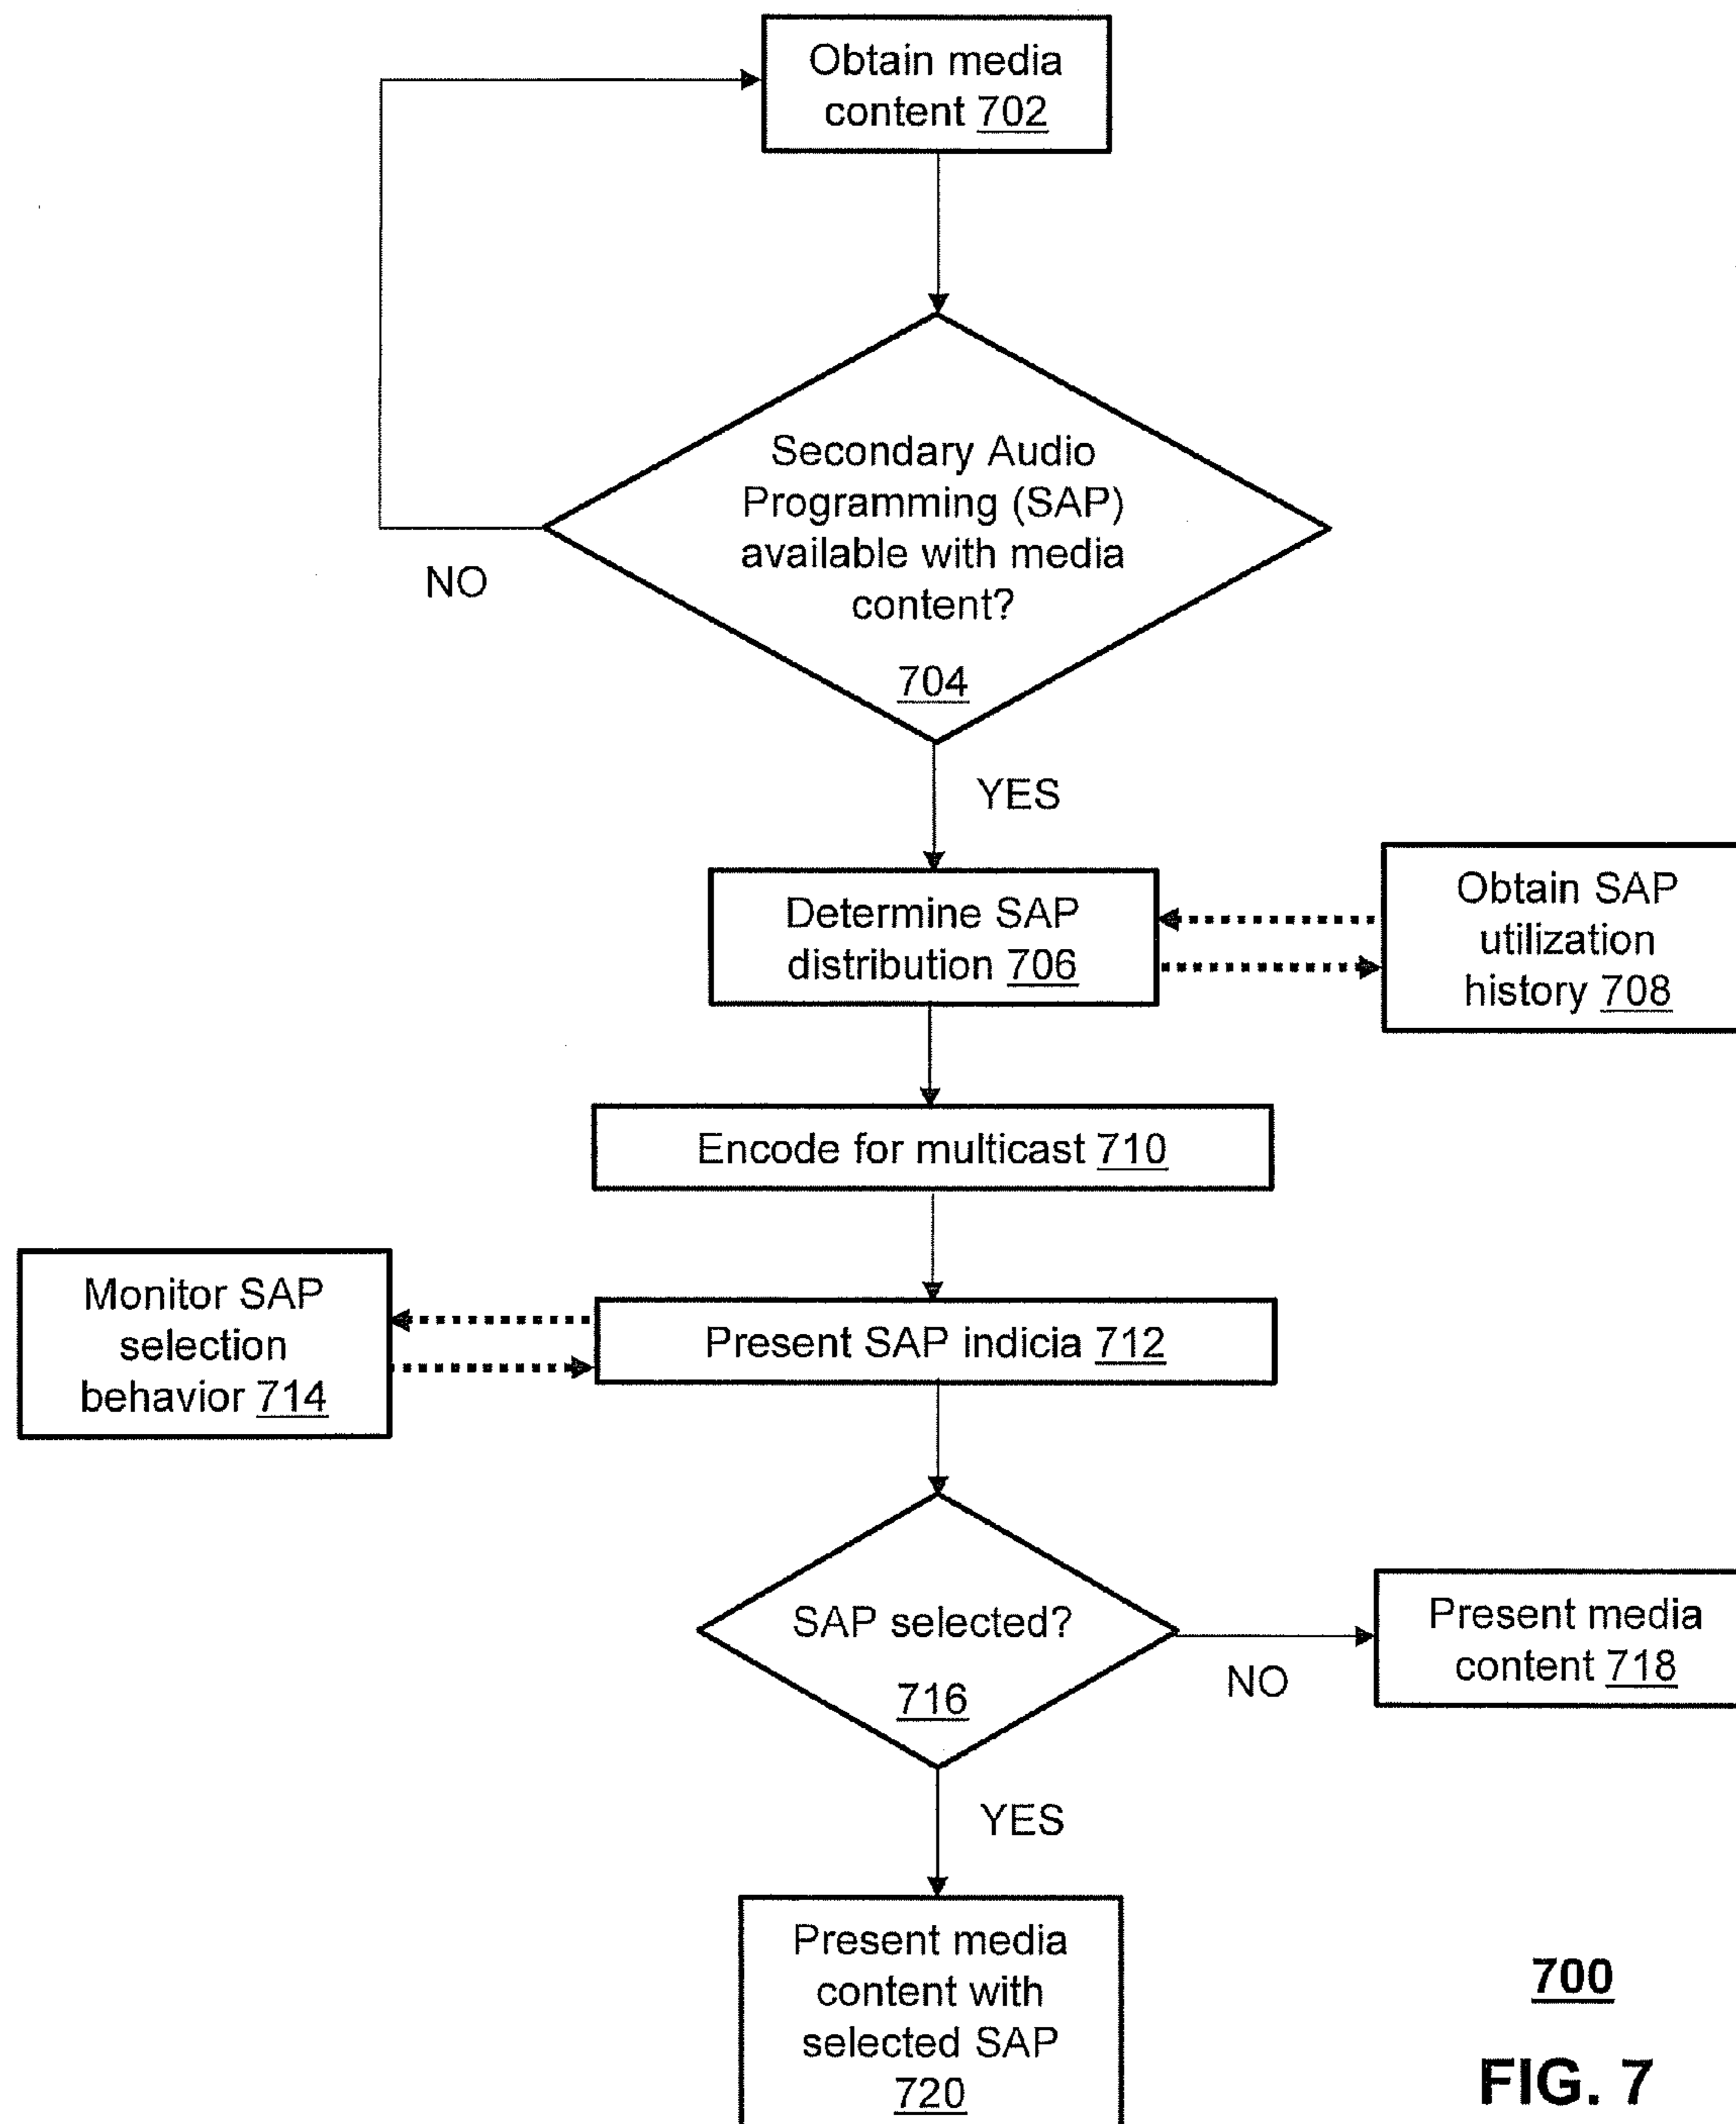 Obtain media
content 702
Secondary Audio
Programming (SAP)
available with media
content?
704
NO
YES
Determine SAP
distribution 706
Obtain SAP
utilization
history 708
Encode for multicast 710
Monitor SAP
selection
behavior 714
Present SAP indicia 712
SAP selected?
716
NO
Present media
content 718
YES
Present media
content with
selected SAP
720
700
FIG. 7